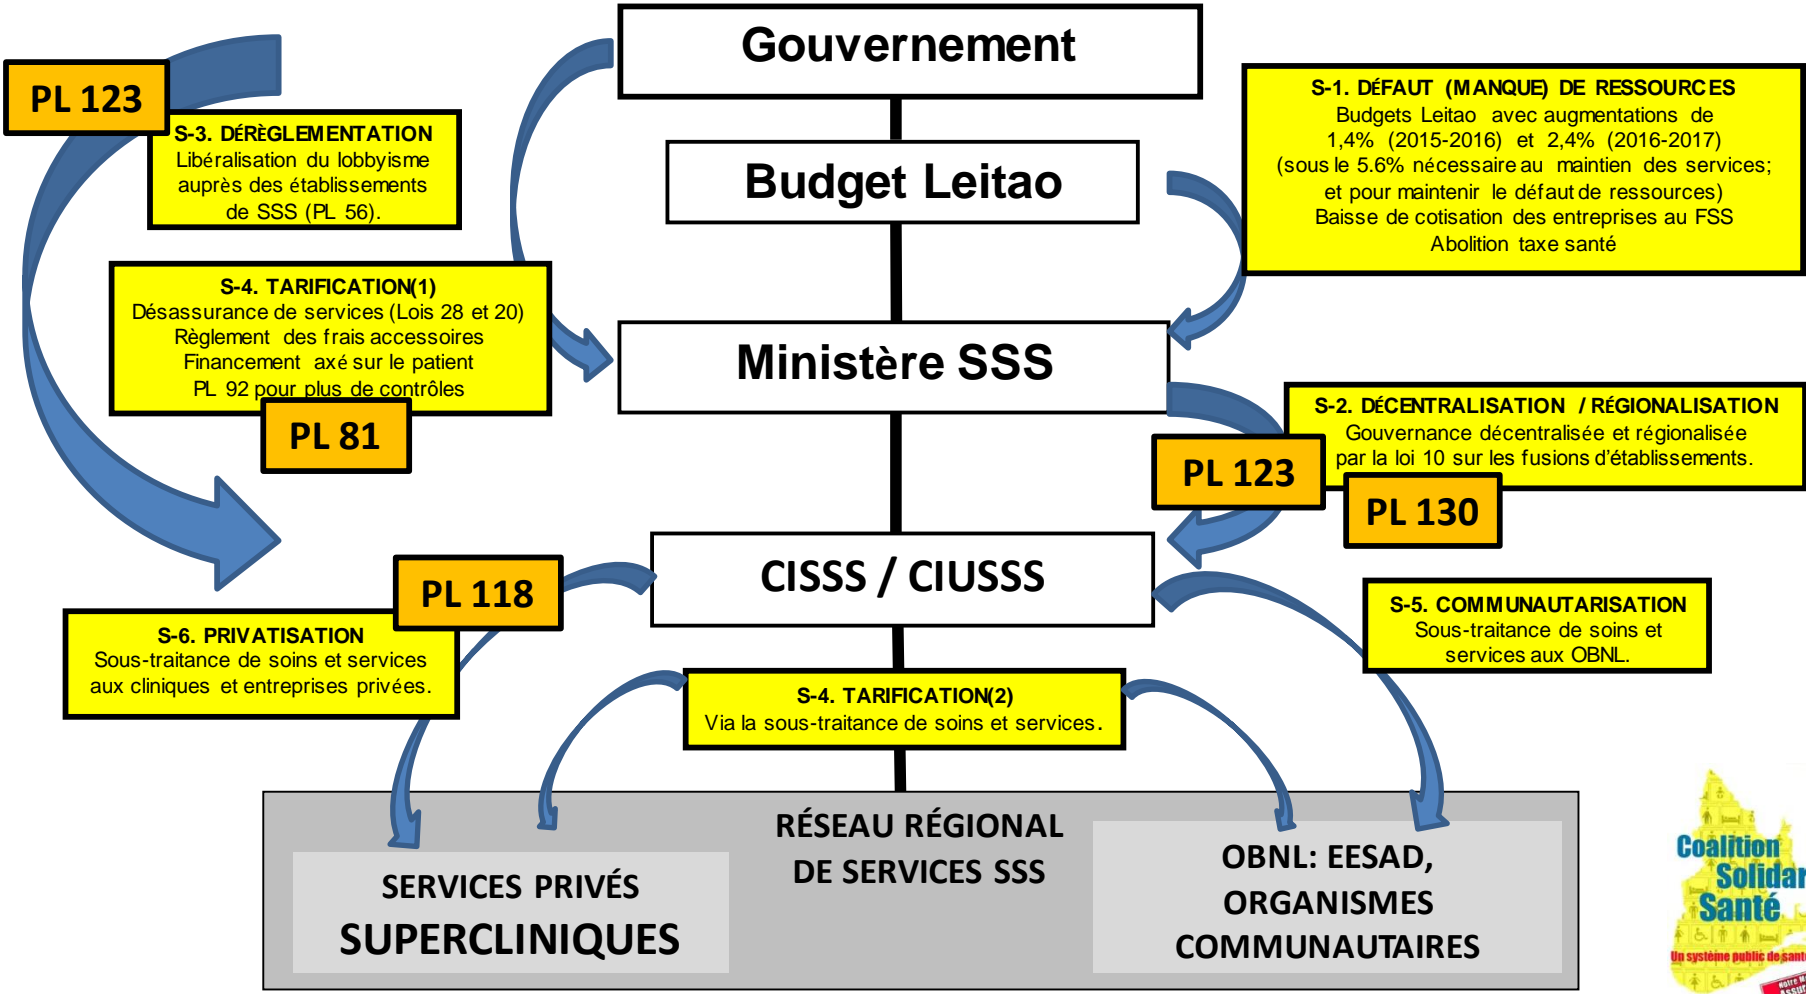 Gouvernement
PL 123
S-3. DÉRÈGLEMENTATION
Libéralisation du lobbyisme
auprès des établissements
de SSS (PL 56).
Budget Leitao
S-1. DÉFAUT (MANQUE) DE RESSOURCES
Budgets Leitao avec augmentations de
1,4% (2015-2016) et 2,4% (2016-2017)
(sous le 5.6% nécessaire au maintien des services;
et pour maintenir le défaut de ressources)
Baisse de cotisation des entreprises au FSS
Abolition taxe santé
S-4. TARIFICATION(1)
Désassurance de services (Lois 28 et 20)
Règlement des frais accessoires
Financement axé sur le patient
PL 92 pour plus de contrôles
PL 81
Ministère SSS
S-2. DÉCENTRALISATION / RÉGIONALISATION
Gouvernance décentralisée et régionalisée
par la loi 10 sur les fusions d'établissements.
PL 123
PL 130
CISSS / CIUSSS
PL 118
S-6. PRIVATISATION
Sous-traitance de soins et services
aux cliniques et entreprises privées.
S-5. COMMUNAUTARISATION
Sous-traitance de soins et
services aux OBNL.
S-4. TARIFICATION(2)
Via la sous-traitance de soins et services.
RÉSEAU RÉGIONAL
DE SERVICES SSS
SERVICES PRIVÉS
SUPERCLINIQUES
OBNL: EESAD,
ORGANISMES
COMMUNAUTAIRES
Coalition
Solidar
Santé
Un système public de sant